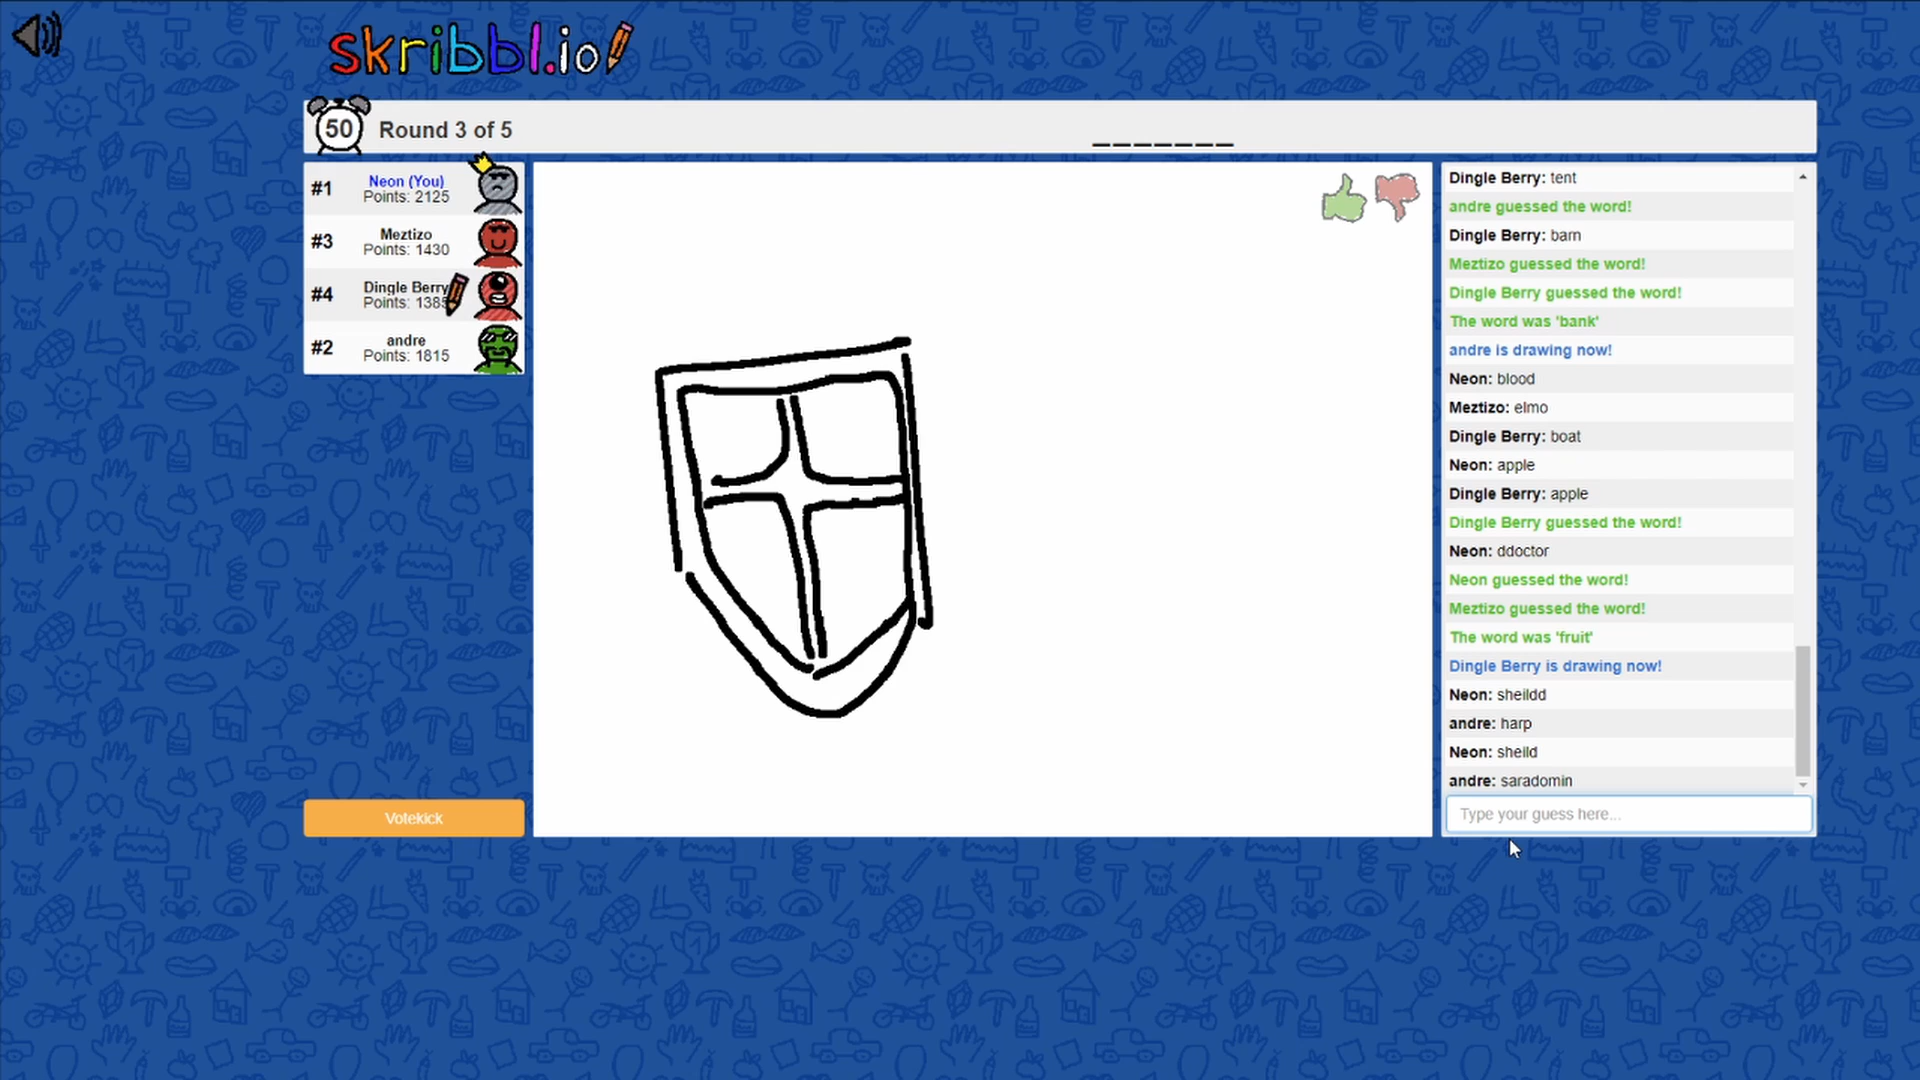 skribbl.io
50
Round 3 of 5
_______
#1
Neon (You)
Points: 2125
#3
Meztizo
Points: 1430
#4
Dingle Berry
Points: 1385
#2
andre
Points: 1815
Votekick
Dingle Berry: tent
andre guessed the word!
Dingle Berry: barn
Meztizo guessed the word!
Dingle Berry guessed the word!
The word was 'bank'
andre is drawing now!
Neon: blood
Meztizo: elmo
Dingle Berry: boat
Neon: apple
Dingle Berry: apple
Dingle Berry guessed the word!
Neon: ddoctor
Neon guessed the word!
Meztizo guessed the word!
The word was 'fruit'
Dingle Berry is drawing now!
Neon: sheildd
andre: harp
Neon: sheild
andre: saradomin
Type your guess here...